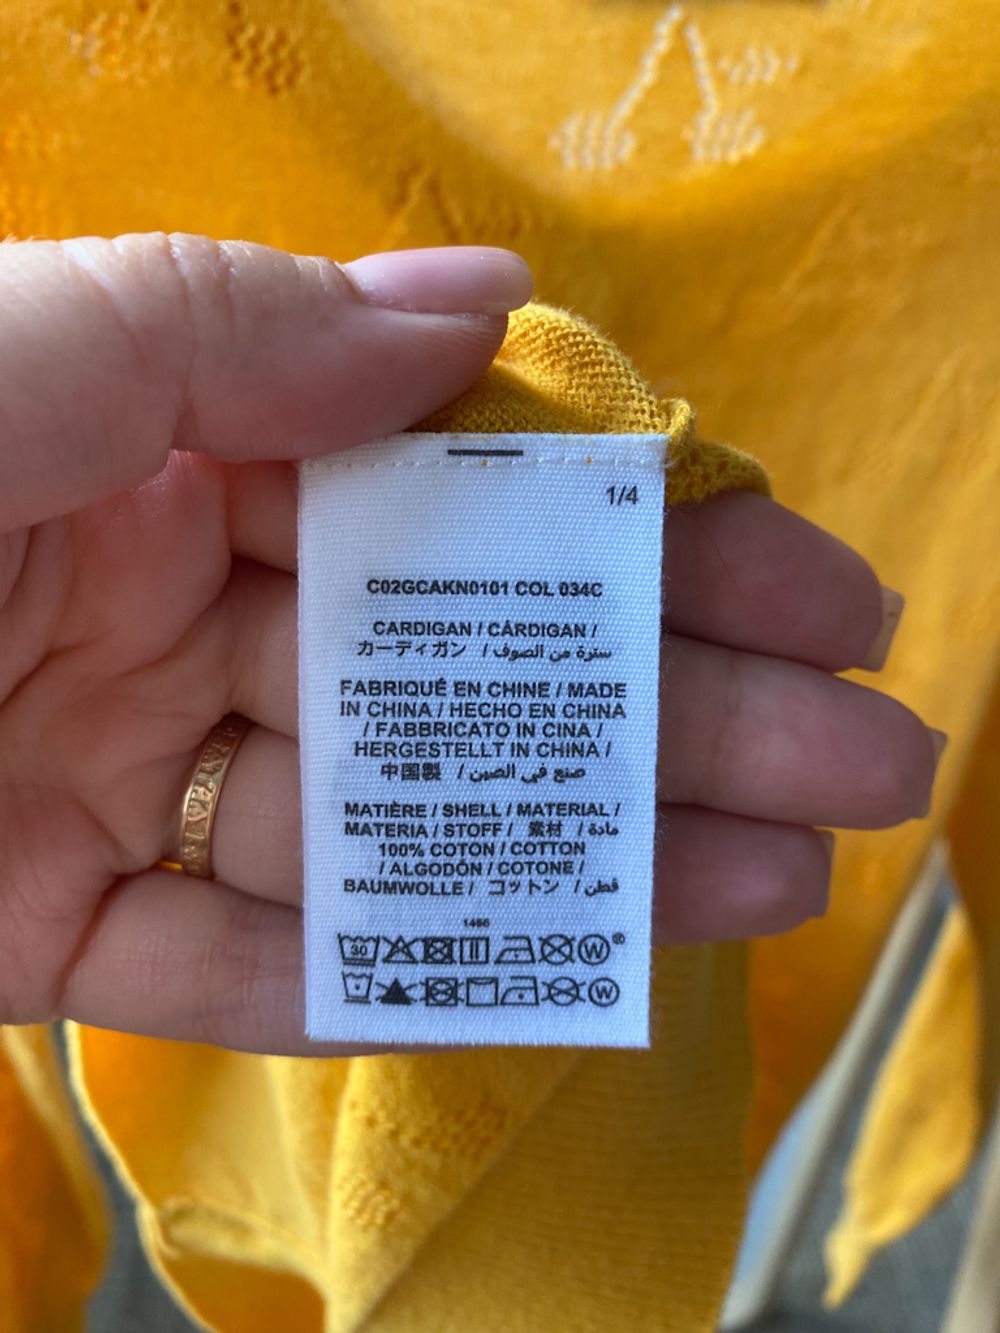 1/4
C02GCAKN0101 COL 034C
CARDIGAN / CÁRDIGAN /
カーディガン / سترة من الصوف
FABRIQUÉ EN CHINE / MADE
IN CHINA / HECHO EN CHINA
/ FABBRICATO IN CINA /
HERGESTELLT IN CHINA /
中国製 / صنع في الصين
MATIÈRE / SHELL / MATERIAL /
MATERIA / STOFF / 素材 / مادة
100% COTON / COTTON
/ ALGODÓN / COTONE /
BAUMWOLLE / コットン / قطن
1466
30 W®
W